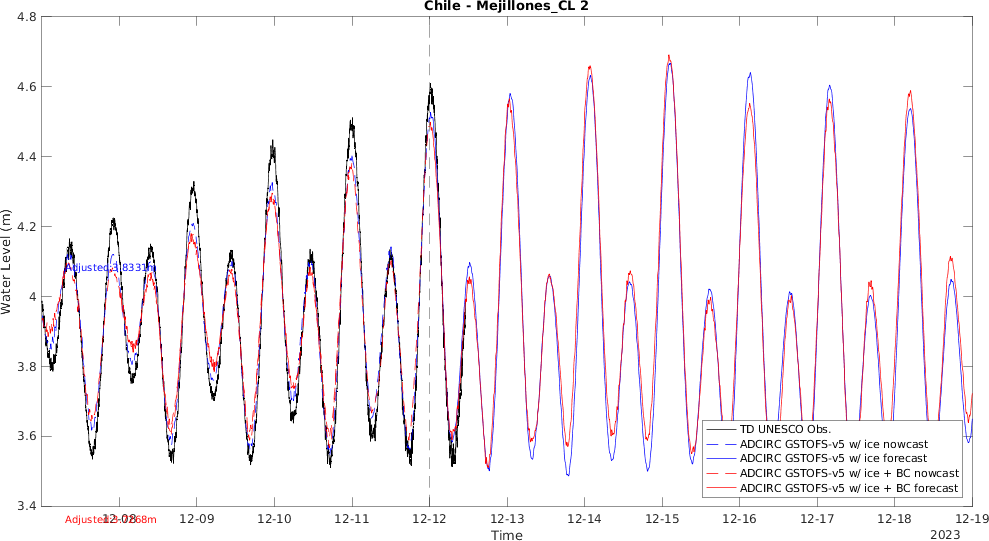 Chile - Mejillones_CL 2
4.8
4.6
4.4
4.2
4
3.8
3.6
3.4
Water Level (m)
Adjusted:3.8331m
TD UNESCO Obs.
ADCIRC GSTOFS-v5 w/ ice nowcast
ADCIRC GSTOFS-v5 w/ ice forecast
ADCIRC GSTOFS-v5 w/ ice + BC nowcast
ADCIRC GSTOFS-v5 w/ ice + BC forecast
12-08 12-09 12-10 12-11 12-12 12-13 12-14 12-15 12-16 12-17 12-18 12-19
Time
2023